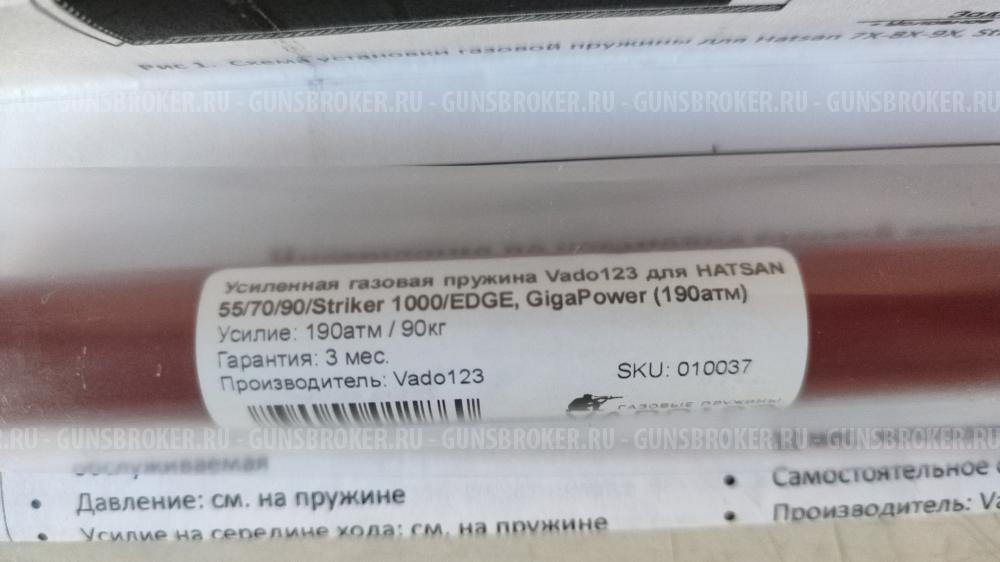 Рис 1. Схема установки газовой пружины для Hatsan 7X-8X-9X,
GUNSBROKER.RU - GUNSBROKER.RU - GUNSBROKER.RU - GUNSBROKER.RU - GUNSBROKER.RU
Усиленная газовая пружина Vado123 для HATSAN
55/70/90/Striker 1000/EDGE, GigaPower (190атм)
Усилие: 190атм / 90кг
Гарантия: 3 мес.
Производитель: Vado123
SKU: 010037
ГАЗОВЫЕ ПРУЖИНЫ
.RU - GUNSBROKER.RU - GUNSBROKER.RU - GUNSBROKER.RU - GUNSBROKER.RU - GUNSBROKER.RU
обслуживаемая
• Давление: см. на пружине
• Усилие на середине хода: см. на пружине
• Самостоятельное
• Производитель: Va